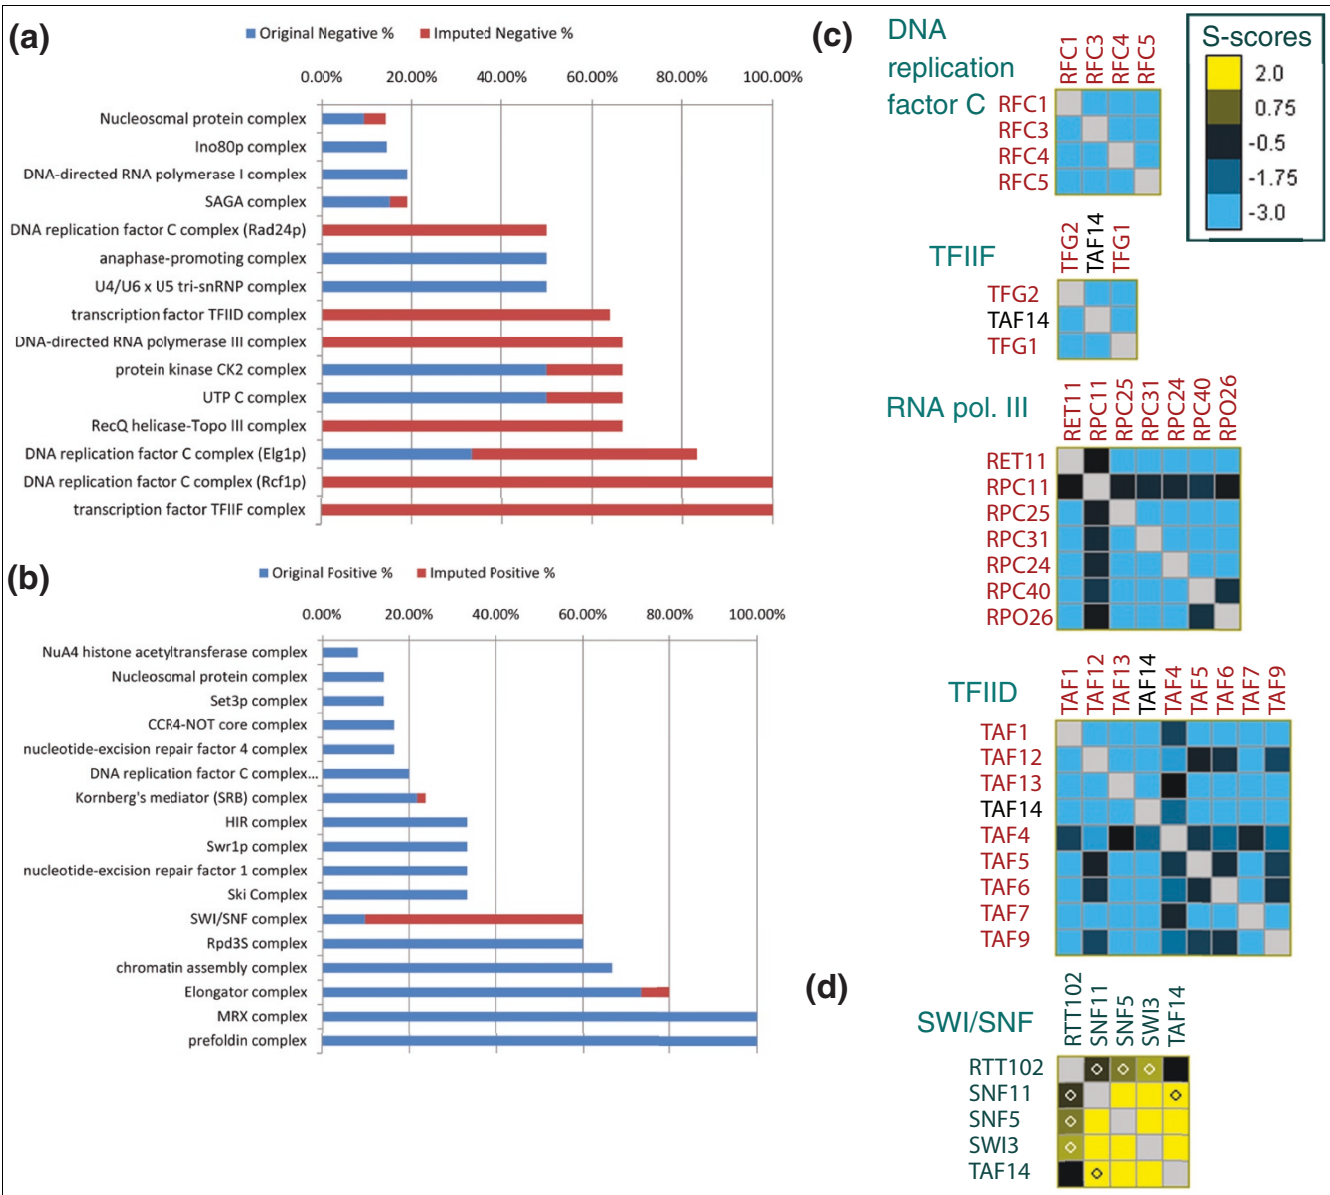 (a)
Original Negative %
Imputed Negative %
0.00%
20.00%
40.00%
60.00%
80.00%
100.00%
Nucleosomal protein complex
Ino80p complex
DNA-directed RNA polymerase I complex
SAGA complex
DNA replication factor C complex (Rad24p)
anaphase-promoting complex
U4/U6 x U5 tri-snRNP complex
transcription factor TFIID complex
DNA-directed RNA polymerase III complex
protein kinase CK2 complex
UTP C complex
RecQ helicase-Topo III complex
DNA replication factor C complex (Elg1p)
DNA replication factor C complex (Rcf1p)
transcription factor TFIIF complex
(b)
Original Positive %
Imputed Positive %
0.00%
20.00%
40.00%
60.00%
80.00%
100.00%
NuA4 histone acetyltransferase complex
Nucleosomal protein complex
Set3p complex
CCR4-NOT core complex
nucleotide-excision repair factor 4 complex
DNA replication factor C complex...
Kornberg's mediator (SRB) complex
HIR complex
Swr1p complex
nucleotide-excision repair factor 1 complex
Ski Complex
SWI/SNF complex
Rpd3S complex
chromatin assembly complex
Elongator complex
MRX complex
prefoldin complex
(c)
DNA
replication
factor C
RFC1
RFC3
RFC4
RFC5
RFC1
RFC3
RFC4
RFC5
S-scores
2.0
0.75
-0.5
-1.75
-3.0
TFIIF
TFG2
TAF14
TFG1
TFG2
TAF14
TFG1
RNA pol. III
RET11
RPC11
RPC25
RPC31
RPC24
RPC40
RPO26
RET11
RPC11
RPC25
RPC31
RPC24
RPC40
RPO26
TFIID
TAF1
TAF12
TAF13
TAF14
TAF4
TAF5
TAF6
TAF7
TAF9
TAF1
TAF12
TAF13
TAF14
TAF4
TAF5
TAF6
TAF7
TAF9
(d)
SWI/SNF
RTT102
SNF11
SNF5
SWI3
TAF14
RTT102
SNF11
SNF5
SWI3
TAF14